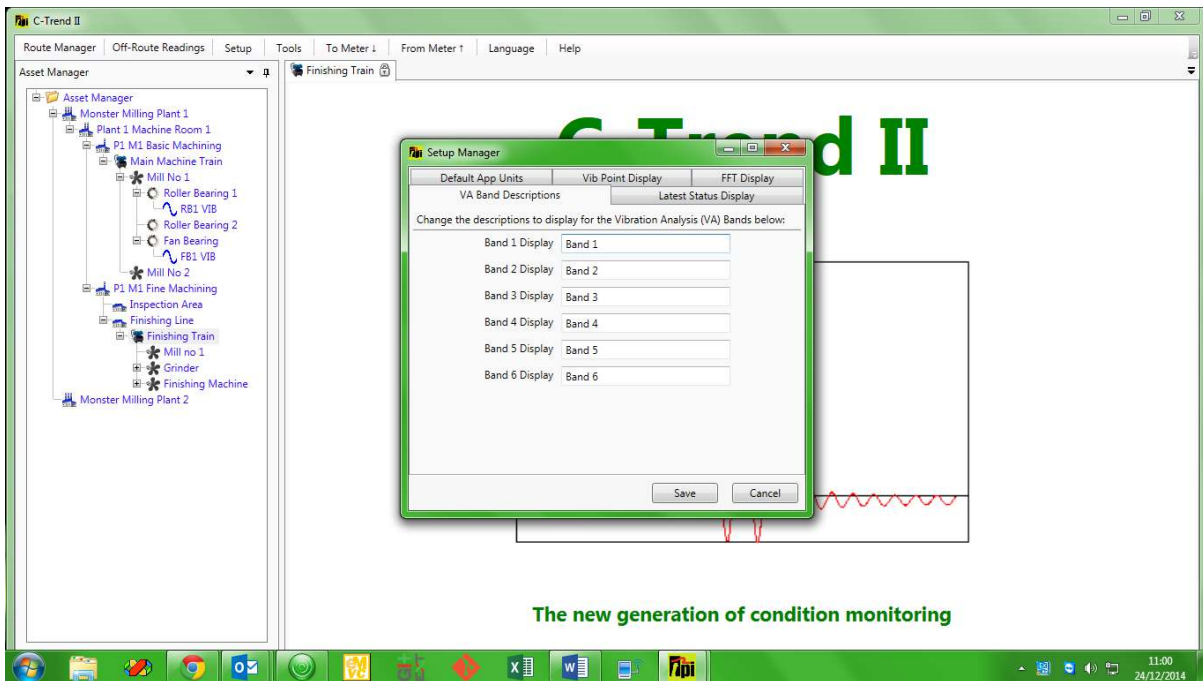 C-Trend II
Route Manager Off-Route Readings Setup Tools To Meter ↓ From Meter ↑ Language Help
Asset Manager
Finishing Train
Asset Manager
Monster Milling Plant 1
Plant 1 Machine Room 1
P1 M1 Basic Machining
Main Machine Train
Mill No 1
Roller Bearing 1
RB1 VIB
Roller Bearing 2
Fan Bearing
FB1 VIB
Mill No 2
P1 M1 Fine Machining
Inspection Area
Finishing Line
Finishing Train
Mill no 1
Grinder
Finishing Machine
Monster Milling Plant 2
C-Trend II
Setup Manager
Default App Units Vib Point Display FFT Display
VA Band Descriptions Latest Status Display
Change the descriptions to display for the Vibration Analysis (VA) Bands below:
Band 1 Display Band 1
Band 2 Display Band 2
Band 3 Display Band 3
Band 4 Display Band 4
Band 5 Display Band 5
Band 6 Display Band 6
Save Cancel
The new generation of condition monitoring
11:00
24/12/2014